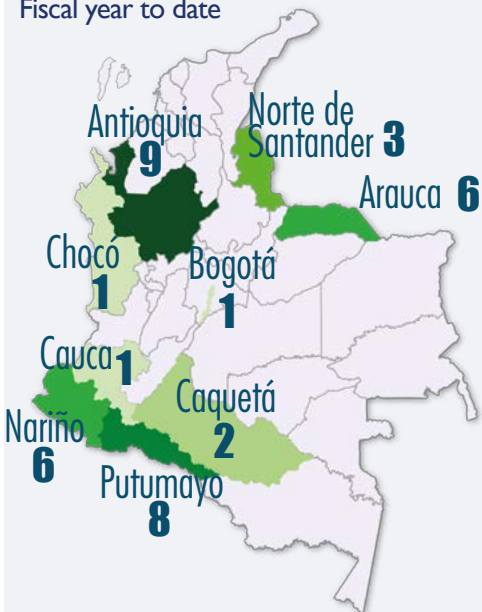 Fiscal year to date
Antioquia
9
Norte de
Santander 3
Arauca 6
Chocó
1
Bogotá
1
Cauca 1
Caquetá
2
Nariño
6
Putumayo
8